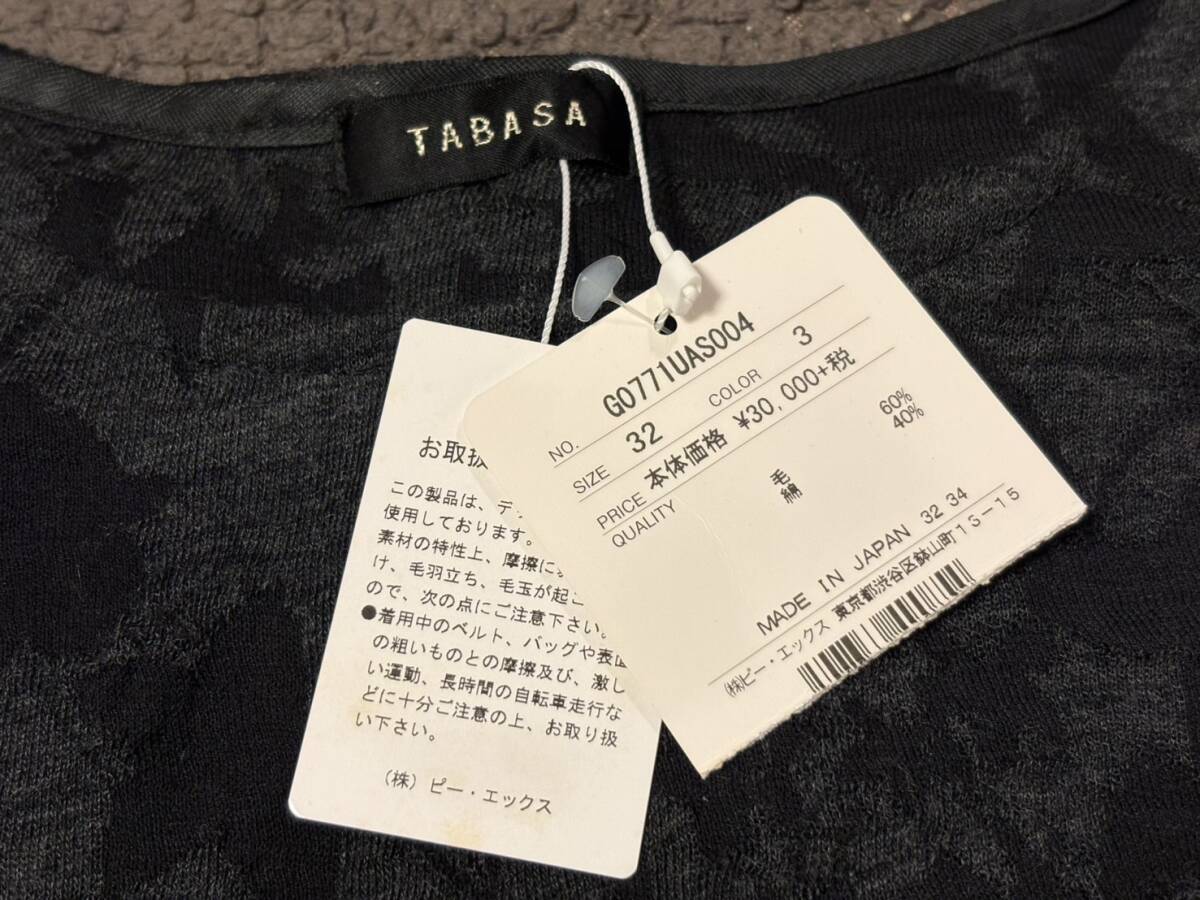 TABASA
NO. G0771UAS004
SIZE 32 COLOR 3
PRICE 本体価格 ¥30,000+税
QUALITY
毛 60%
綿 40%
MADE IN JAPAN 32 34
㈱ピー・エックス 東京都渋谷区鉢山町15-15
お取扱
この製品は、デ
使用しております。
素材の特性上、摩擦に
け、毛羽立ち、毛玉が起こ
ので、次の点にご注意下さい。
●着用中のベルト、バッグや表面
の粗いものとの摩擦及び、激し
い運動、長時間の自転車走行な
どに十分ご注意の上、お取り扱
い下さい。
(株) ピー・エックス